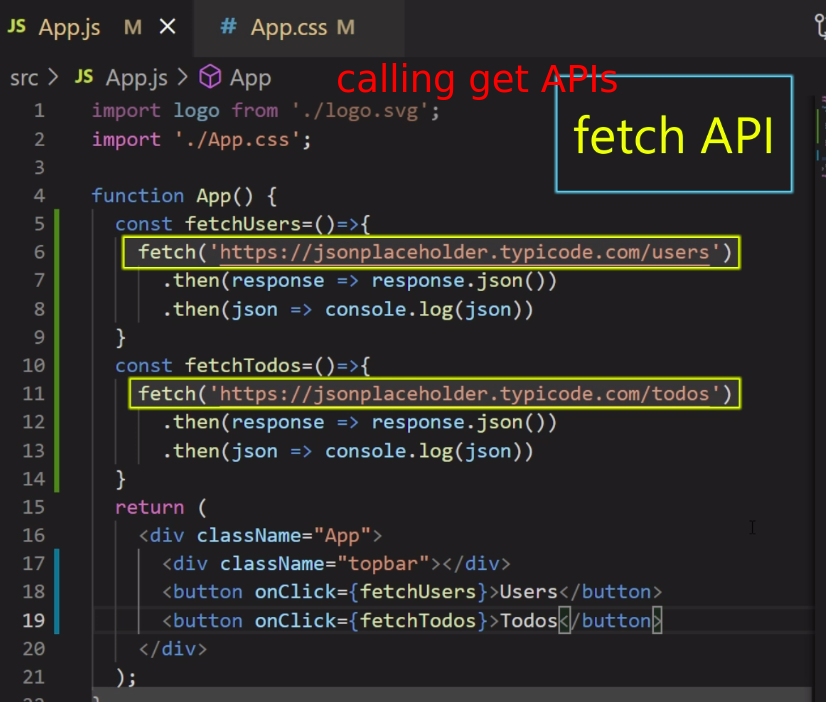 JS App.js M ×
# App.css M
src > JS App.js > App
calling get APIs
fetch API
1 import logo from './logo.svg';
2 import './App.css';
3
4 function App() {
5 const fetchUsers=()=>{
6 fetch('https://jsonplaceholder.typicode.com/users')
7 .then(response => response.json())
8 .then(json => console.log(json))
9 }
10 const fetchTodos=()=>{
11 fetch('https://jsonplaceholder.typicode.com/todos')
12 .then(response => response.json())
13 .then(json => console.log(json))
14 }
15 return (
16 <div className="App">
17 <div className="topbar"></div>
18 <button onClick={fetchUsers}>Users</button>
19 <button onClick={fetchTodos}>Todos</button>
20 </div>
21 );